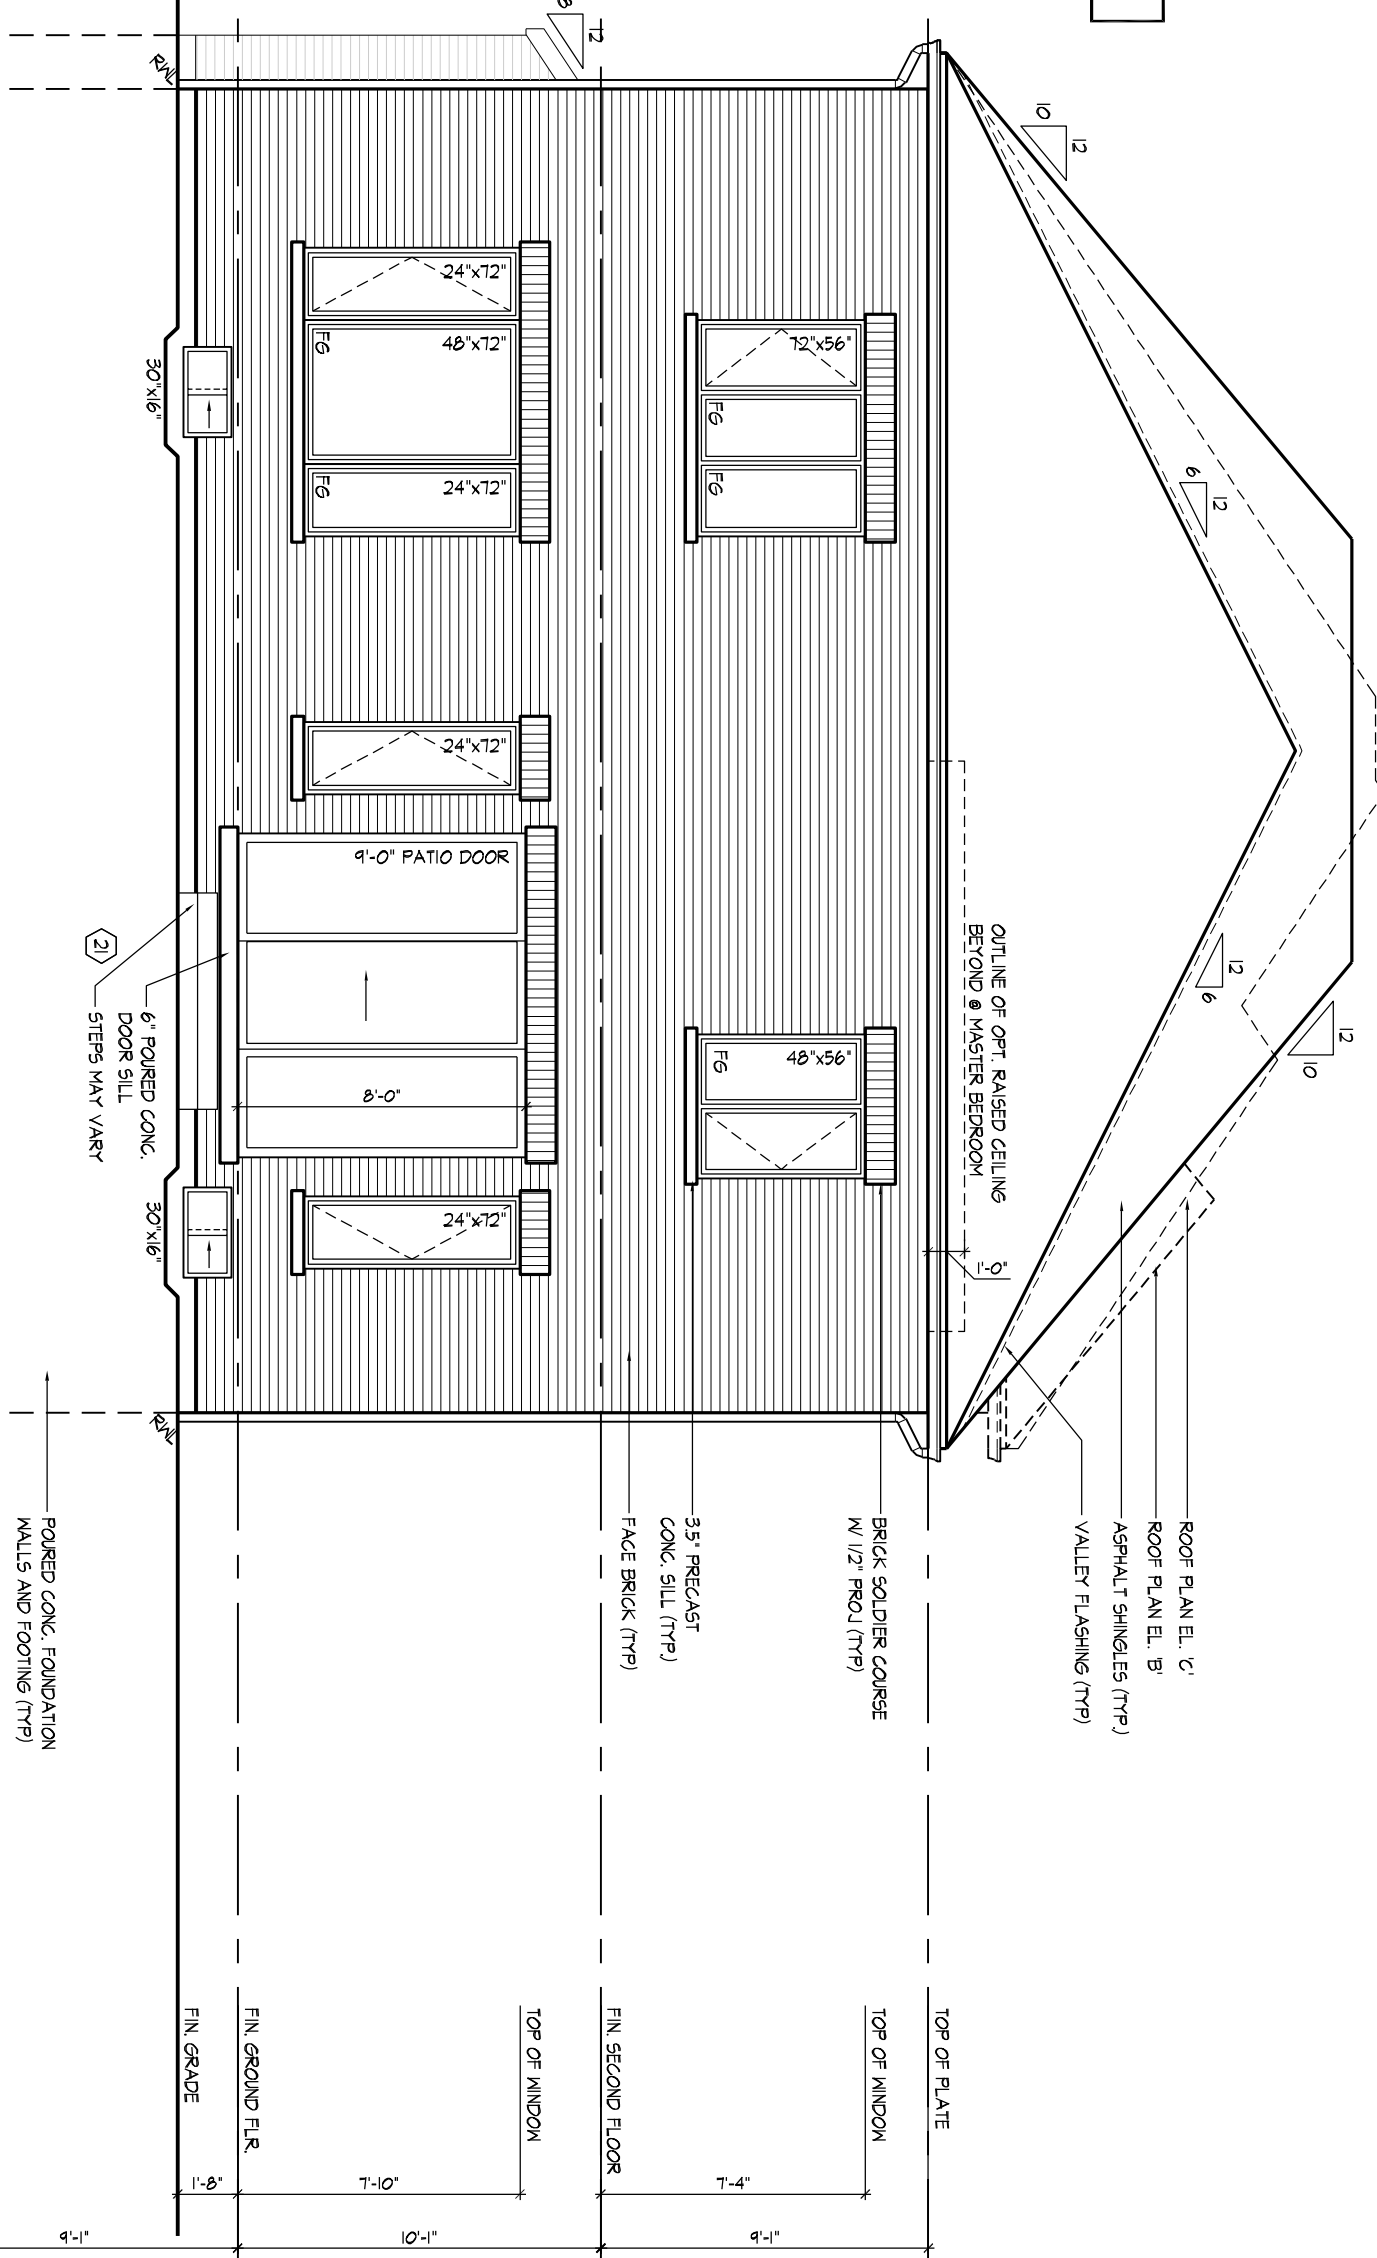 12
10
12
6
12
6
12
10
12
ROOF PLAN EL. 'C'
ROOF PLAN EL. 'B'
ASPHALT SHINGLES (TYP.)
VALLEY FLASHING (TYP)
OUTLINE OF OPT. RAISED CEILING
BEYOND @ MASTER BEDROOM
1'-0"
BRICK SOLDIER COURSE
W/ 1/2" PROJ (TYP)
3.5" PRECAST
CONC. SILL (TYP.)
FACE BRICK (TYP)
72"x56"
FG
FG
48"x56"
FG
24"x72"
48"x72"
FG
24"x72"
FG
24"x72"
9'-0" PATIO DOOR
8'-0"
24"x72"
30"x16"
30"x16"
RWL
RWL
6" POURED CONC.
DOOR SILL
21
STEPS MAY VARY
POURED CONC. FOUNDATION
WALLS AND FOOTING (TYP)
TOP OF PLATE
TOP OF WINDOW
FIN. SECOND FLOOR
TOP OF WINDOW
FIN. GROUND FLR.
FIN. GRADE
7'-4"
7'-10"
1'-8"
9'-1"
10'-1"
9'-1"